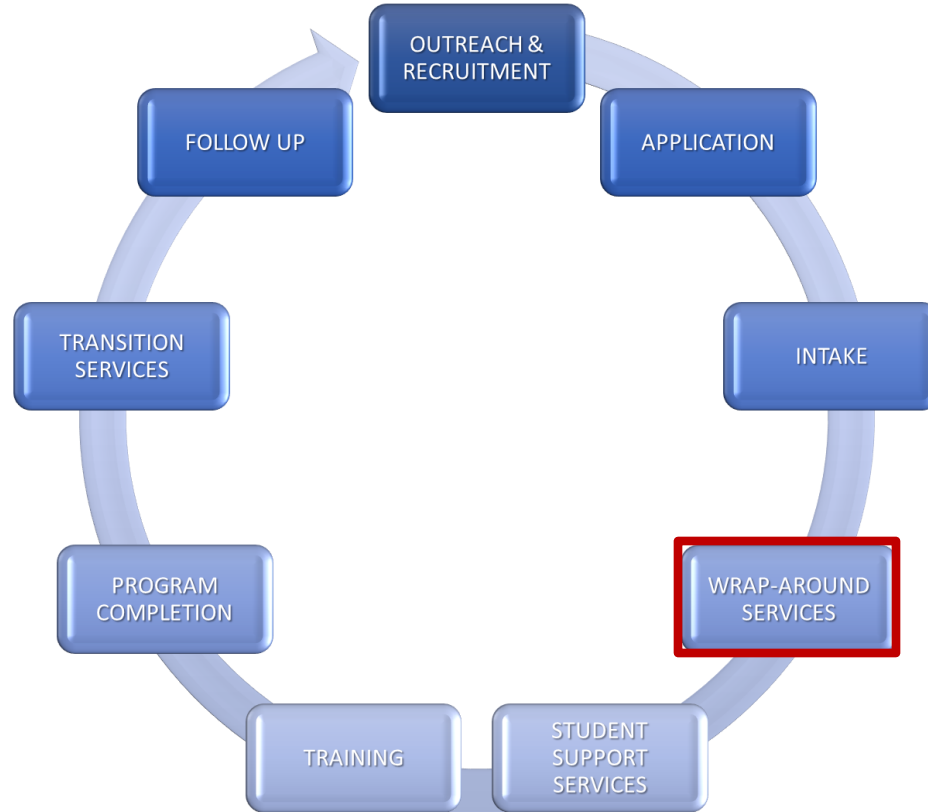 OUTREACH &
RECRUITMENT
APPLICATION
INTAKE
WRAP-AROUND
SERVICES
STUDENT
SUPPORT
SERVICES
TRAINING
PROGRAM
COMPLETION
TRANSITION
SERVICES
FOLLOW UP